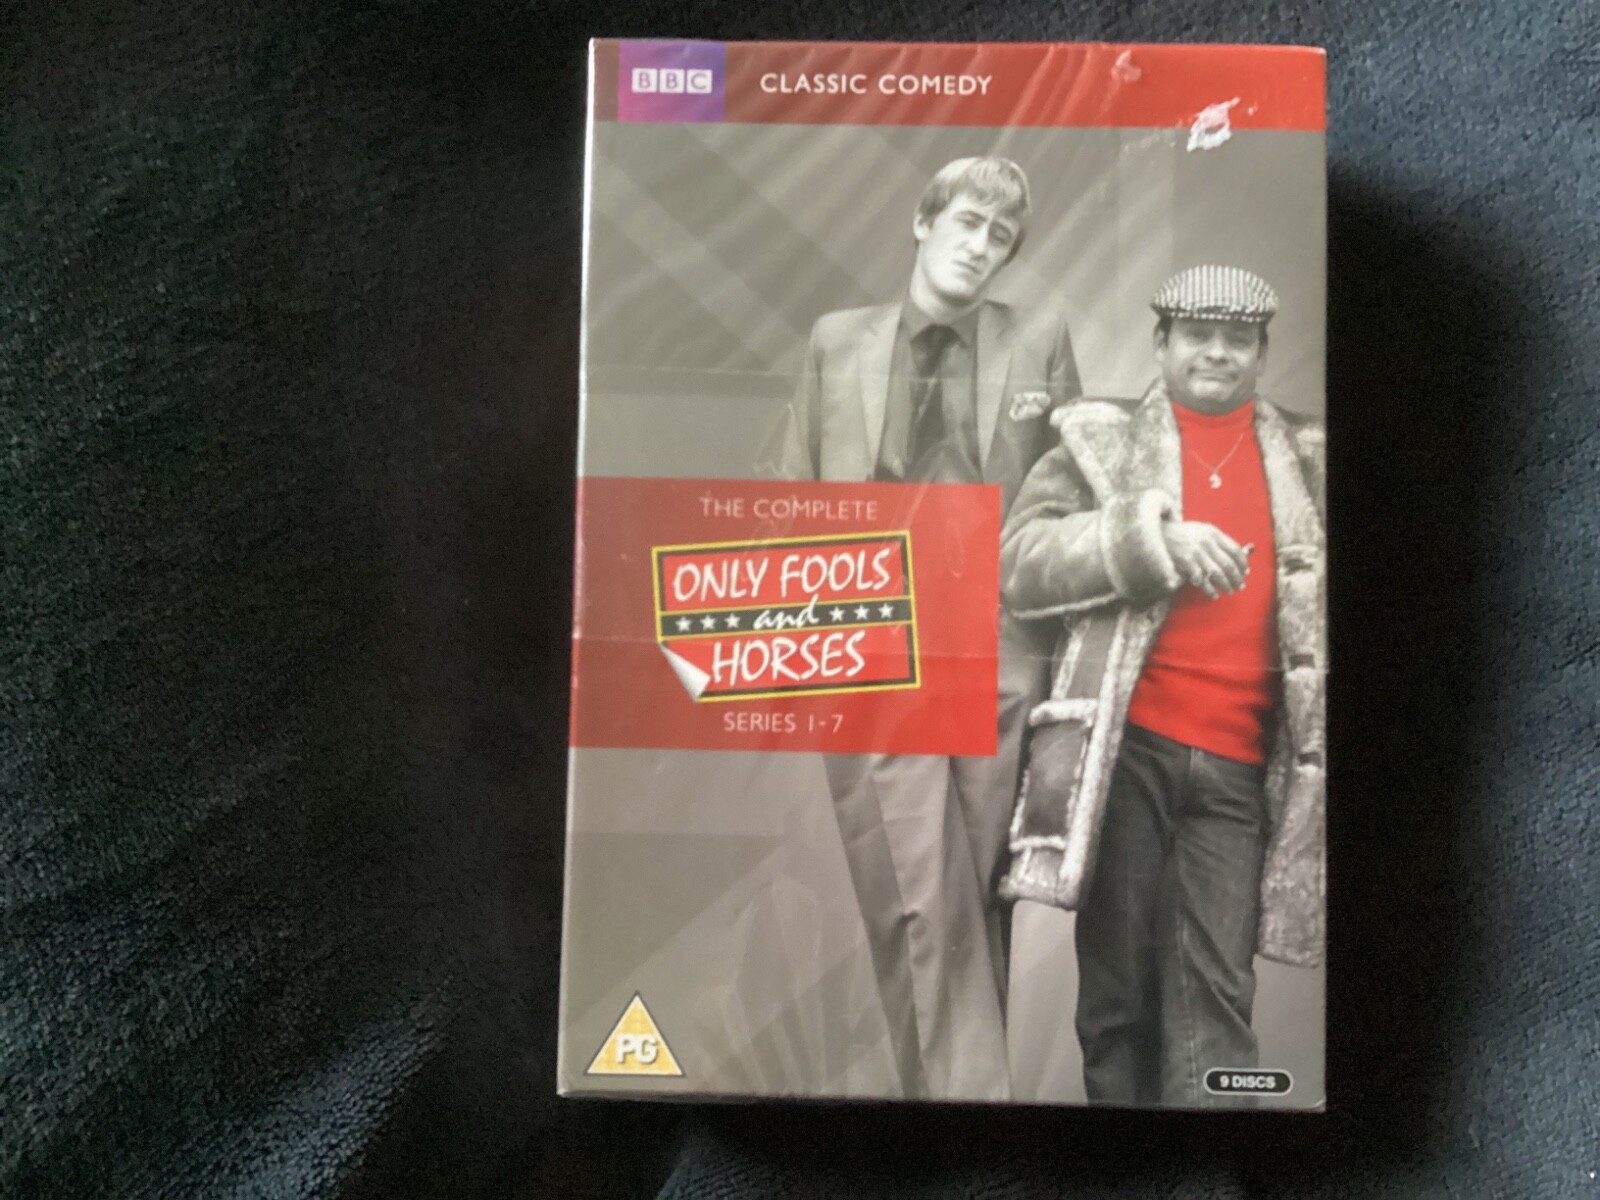 BBC CLASSIC COMEDY
THE COMPLETE
ONLY FOOLS
and
HORSES
SERIES 1-7
PG
9 DISCS